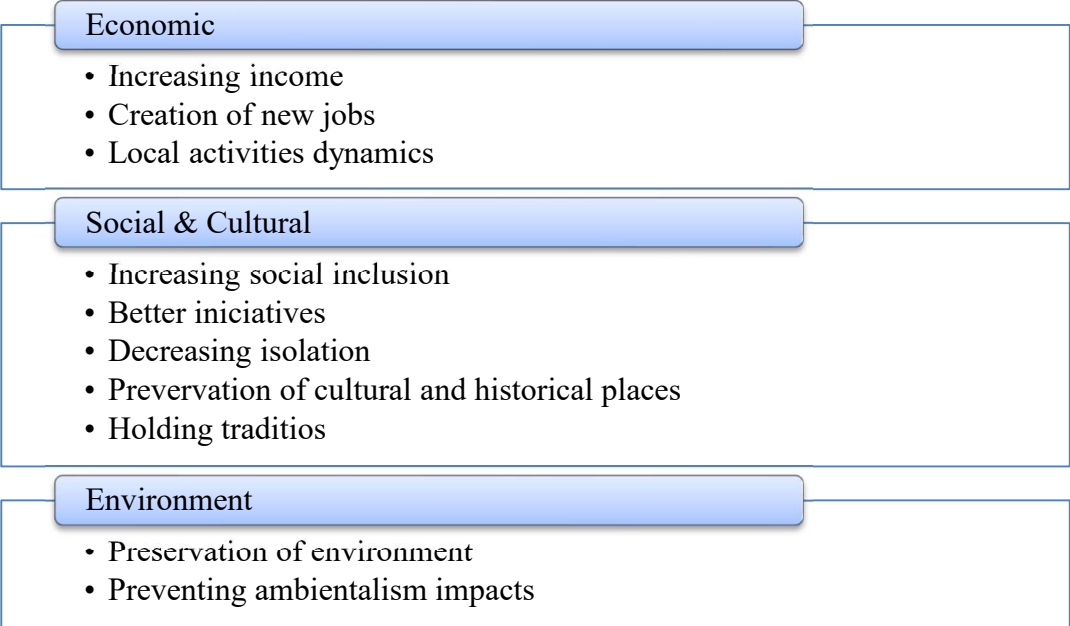 Economic
• Increasing income
• Creation of new jobs
• Local activities dynamics
Social & Cultural
• Increasing social inclusion
• Better iniciatives
• Decreasing isolation
• Prevervation of cultural and historical places
• Holding traditios
Environment
• Preservation of environment
• Preventing ambientalism impacts